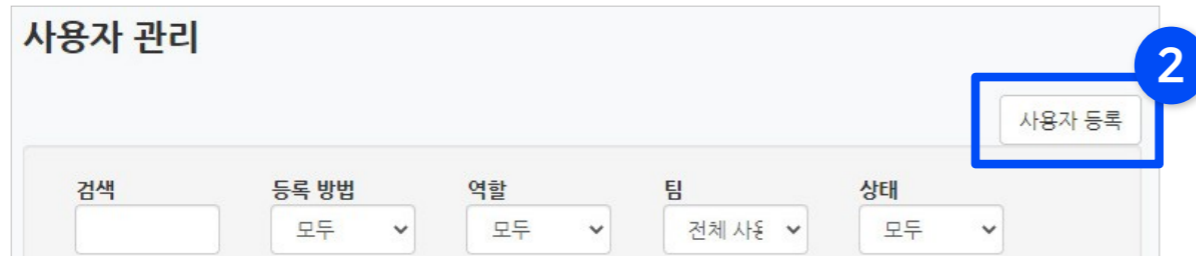 사용자 관리
2
사용자 등록
검색 등록 방법 역할 팀 상태
모두 모두 전체 사용 모두